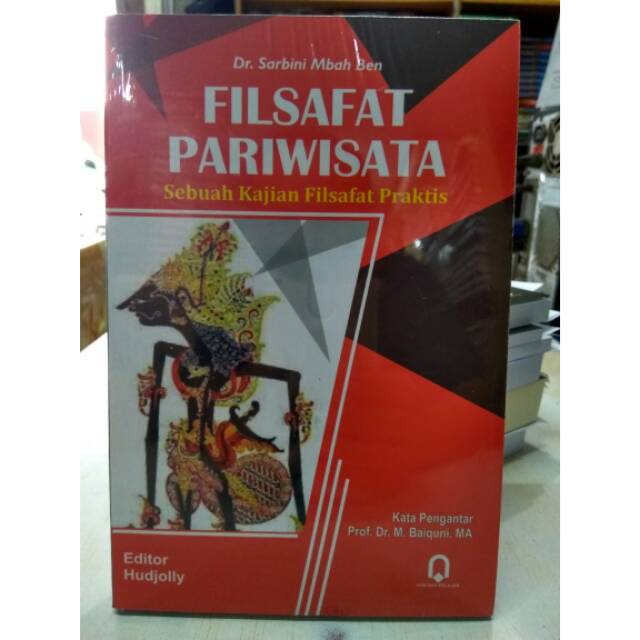 Dr. Sarbini Mbah Ben
FILSAFAT
PARIWISATA
Sebuah Kajian Filsafat Praktis
Kata Pengantar
Prof. Dr. M. Baiquni, MA
Editor
Hudjolly